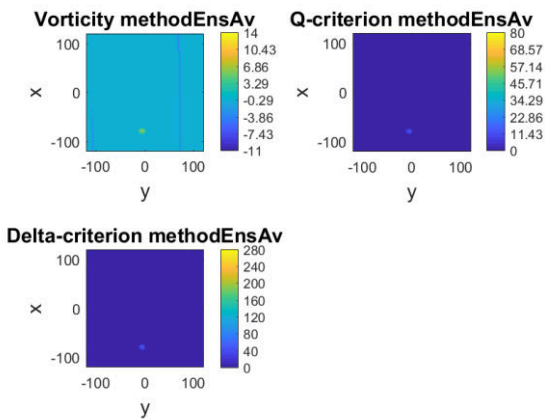 Vorticity methodEnsAv
100
0
-100
x
-100 0 100
y
14
10.43
6.86
3.29
-0.29
-3.86
-7.43
-11
Q-criterion methodEnsAv
100
0
-100
x
-100 0 100
y
80
68.57
57.14
45.71
34.29
22.86
11.43
0
Delta-criterion methodEnsAv
100
0
-100
x
-100 0 100
y
280
240
200
160
120
80
40
0